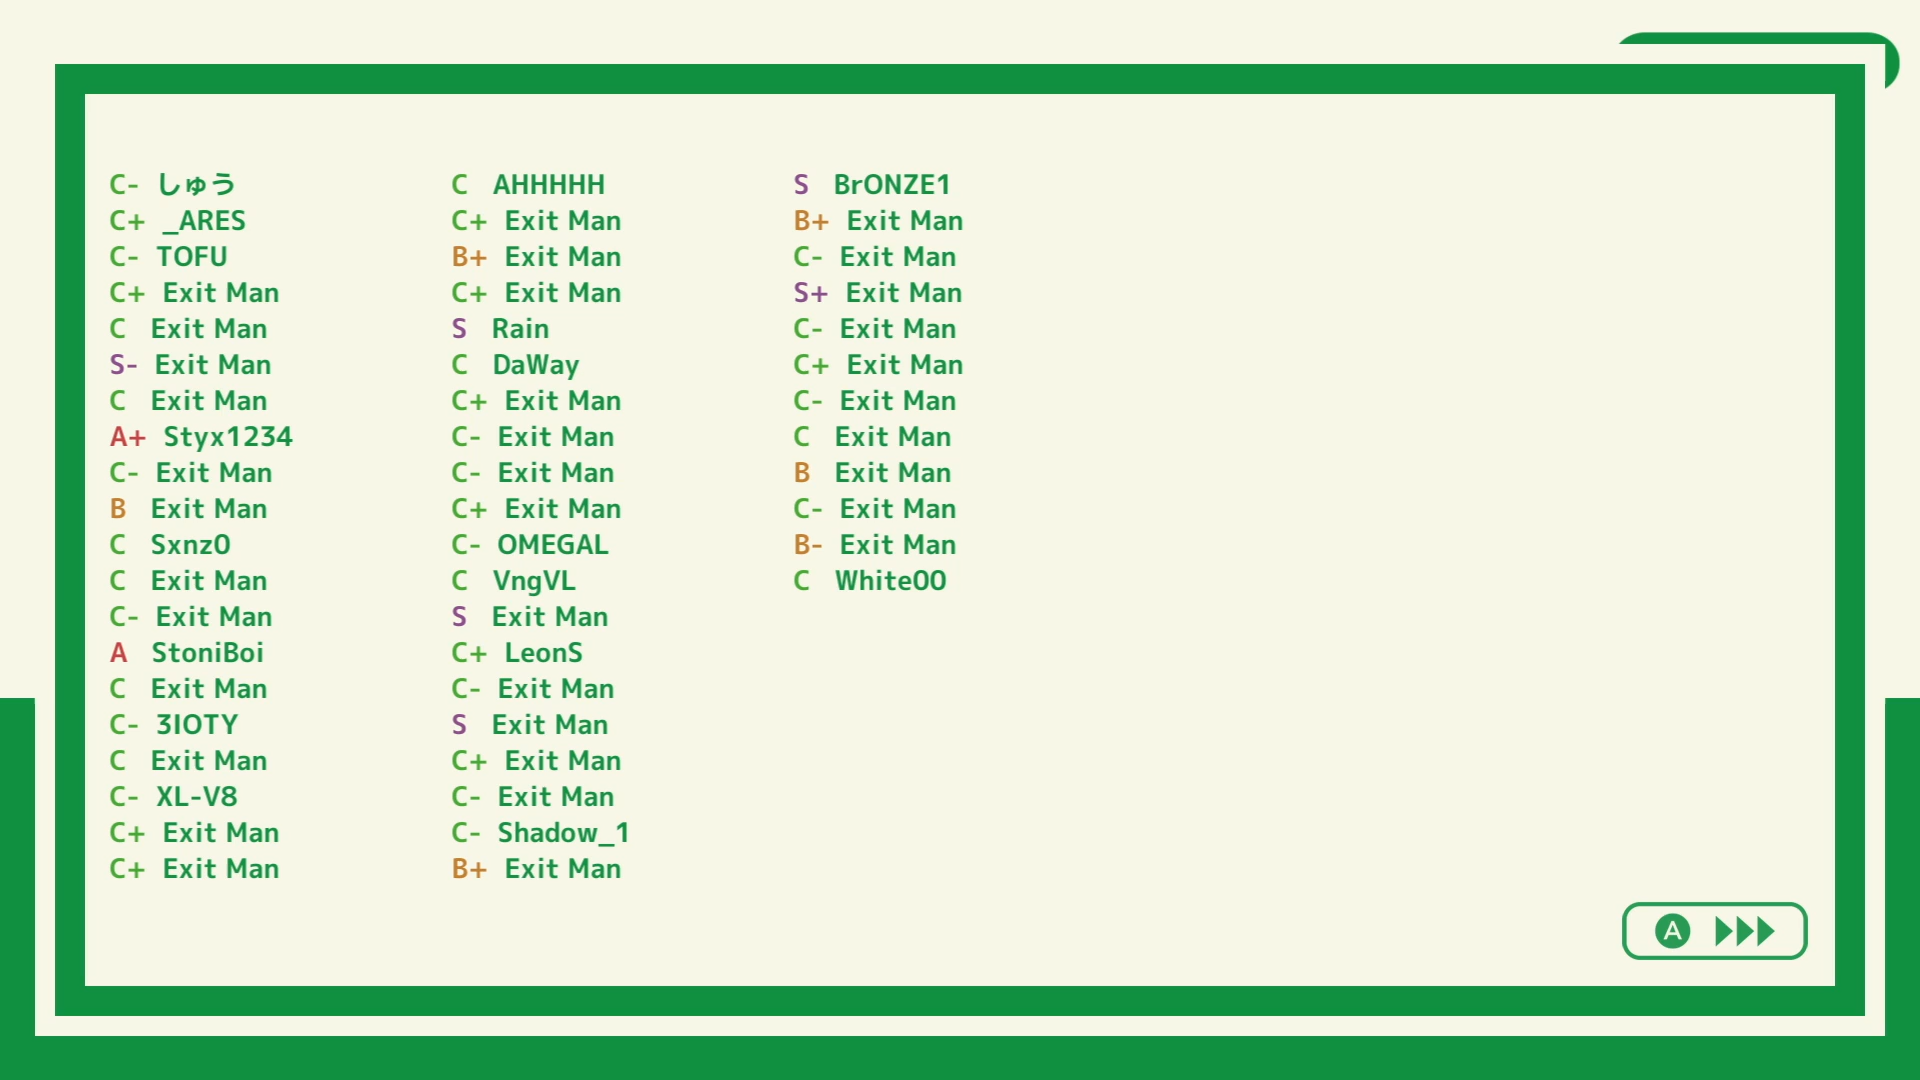 C- しゅう
C+ _ARES
C- TOFU
C+ Exit Man
C Exit Man
S- Exit Man
C Exit Man
A+ Styx1234
C- Exit Man
B Exit Man
C Sxnz0
C Exit Man
C- Exit Man
A StoniBoi
C Exit Man
C- 3IOTY
C Exit Man
C- XL-V8
C+ Exit Man
C+ Exit Man
C AHHHHH
C+ Exit Man
B+ Exit Man
C+ Exit Man
S Rain
C DaWay
C+ Exit Man
C- Exit Man
C- Exit Man
C+ Exit Man
C- OMEGAL
C VngVL
S Exit Man
C+ LeonS
C- Exit Man
S Exit Man
C+ Exit Man
C- Exit Man
C- Shadow_1
B+ Exit Man
S BrONZE1
B+ Exit Man
C- Exit Man
S+ Exit Man
C- Exit Man
C+ Exit Man
C- Exit Man
C Exit Man
B Exit Man
C- Exit Man
B- Exit Man
C White00
A